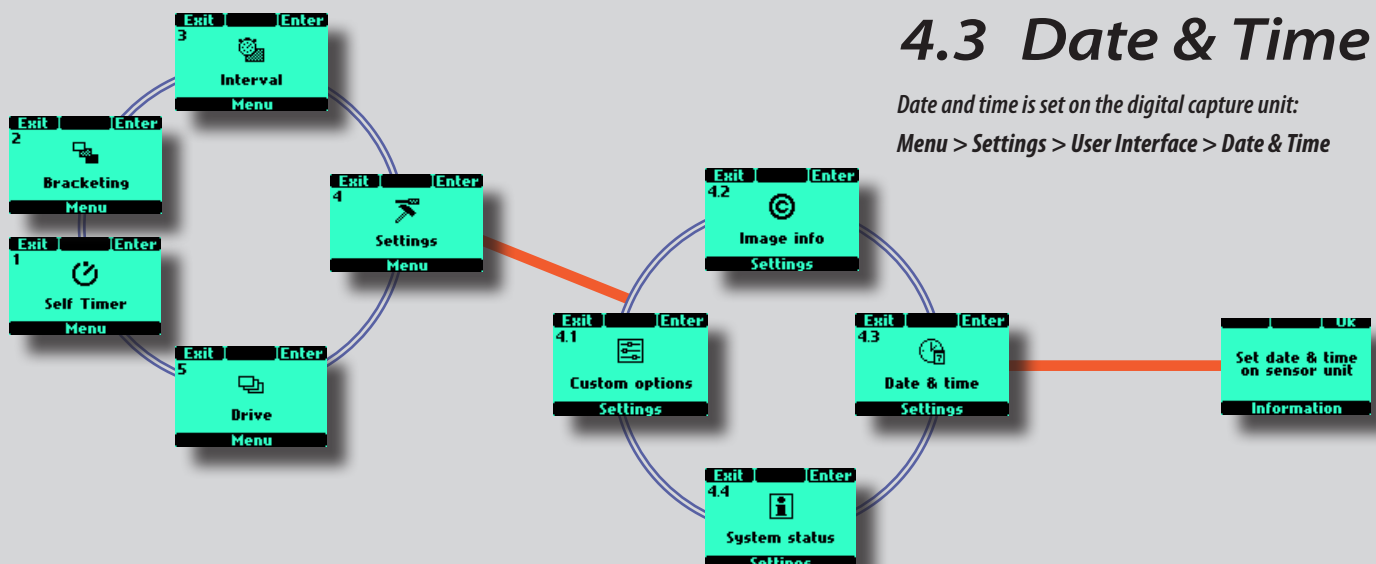 4.3 Date & Time
Date and time is set on the digital capture unit:
Menu > Settings > User Interface > Date & Time
Exit Enter
3
Interval
Menu
Exit Enter
2
Bracketing
Menu
Exit Enter
1
Self Timer
Menu
Exit Enter
4
Settings
Menu
Exit Enter
5
Drive
Menu
Exit Enter
4.2
Image info
Settings
Exit Enter
4.1
Custom options
Settings
Exit Enter
4.3
Date & time
Settings
Exit Enter
4.4
System status
Settings
Ok
Set date & time
on sensor unit
Information